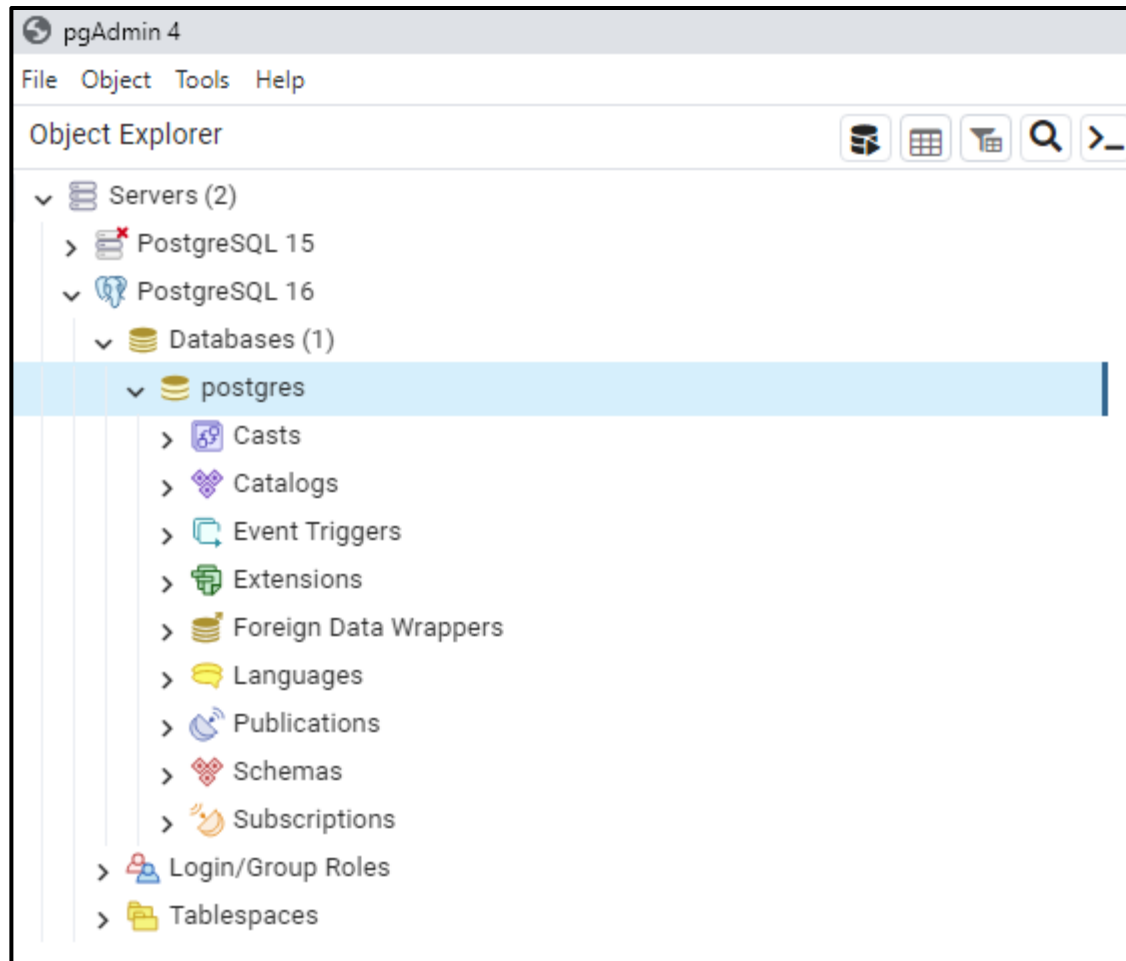 pgAdmin 4
File Object Tools Help
Object Explorer
Servers (2)
PostgreSQL 15
PostgreSQL 16
Databases (1)
postgres
Casts
Catalogs
Event Triggers
Extensions
Foreign Data Wrappers
Languages
Publications
Schemas
Subscriptions
Login/Group Roles
Tablespaces